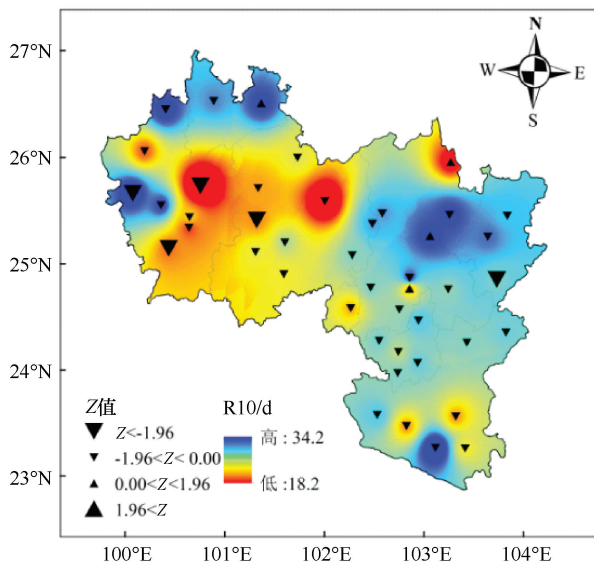 N
W E
S
27°N
26°N
25°N
24°N
23°N
Z值
Z<-1.96
-1.96<Z< 0.00
0.00<Z<1.96
1.96<Z
R10/d
高 : 34.2
低 :18.2
100°E 101°E 102°E 103°E 104°E